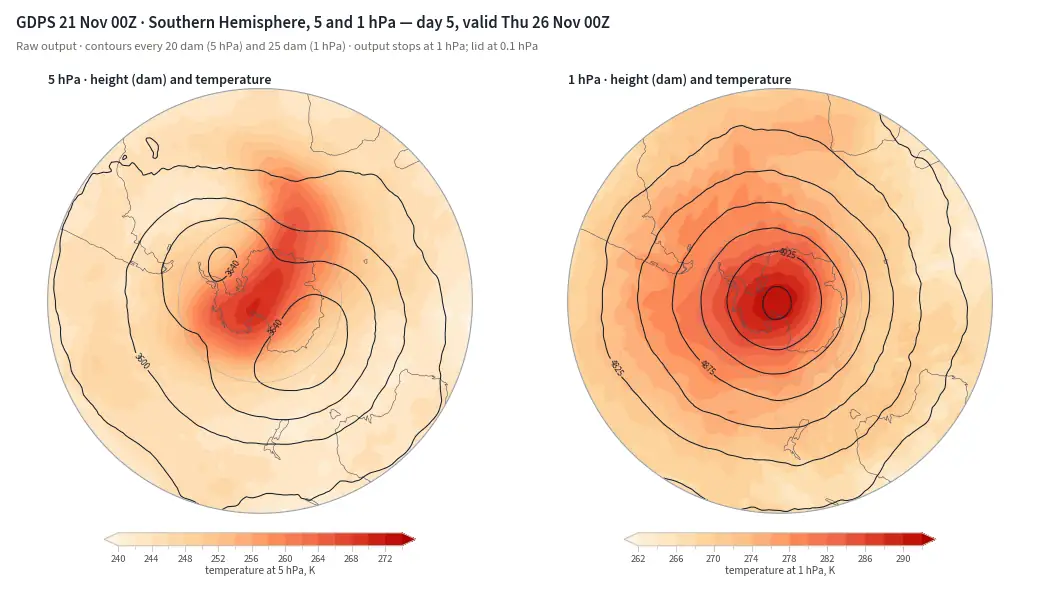 GDPS 21 Nov 00Z · Southern Hemisphere, 5 and 1 hPa — day 5, valid Thu 26 Nov 00Z
Raw output · contours every 20 dam (5 hPa) and 25 dam (1 hPa) · output stops at 1 hPa; lid at 0.1 hPa
5 hPa · height (dam) and temperature
1 hPa · height (dam) and temperature
3640
3640
3600
4925
4875
4825
240 244 248 252 256 260 264 268 272
temperature at 5 hPa, K
262 266 270 274 278 282 286 290
temperature at 1 hPa, K